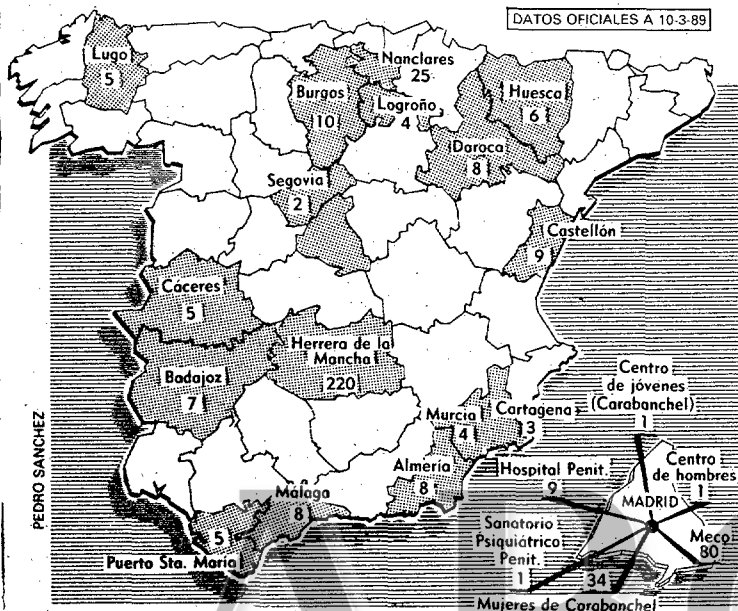 DATOS OFICIALES A 10-3-89
Lugo
5
Nanclares
25
Burgos
10
Logroño
4
Huesca
6
Daroca
8
Segovia
2
Castellón
9
Cáceres
5
Herrera de la
Mancha
220
Badajoz
7
Murcia
4
Cartagena
3
Almería
8
Málaga
8
5
Puerto Sta. María
PEDRO SANCHEZ
Centro
de jóvenes
(Carabanchel)
1
Hospital Penit.
9
Centro
de hombres
1
MADRID
Meco
80
Sanatorio
Psiquiátrico
Penit.
1
34
Mujeres de Carabanchel